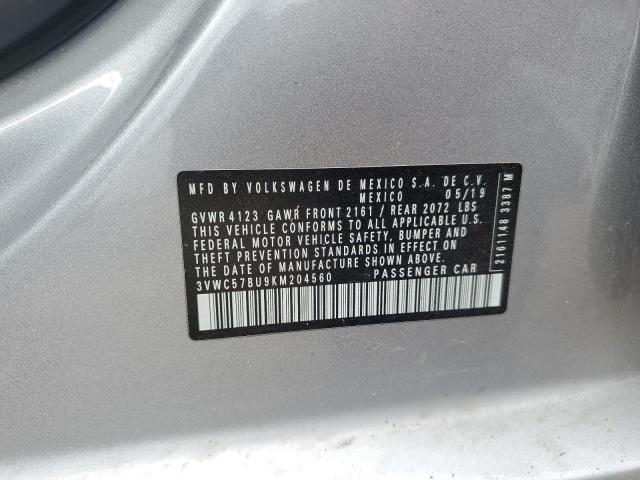 MFD BY VOLKSWAGEN DE MEXICO S.A. DE C.V.
MEXICO 05/19
GVWR 4123 GAWR FRONT 2161 / REAR 2072 LBS
THIS VEHICLE CONFORMS TO ALL APPLICABLE U.S.
FEDERAL MOTOR VEHICLE SAFETY, BUMPER AND
THEFT PREVENTION STANDARDS IN EFFECT ON
THE DATE OF MANUFACTURE SHOWN ABOVE.
3VWC57BU9KM204560 PASSENGER CAR
2161148 3387 M